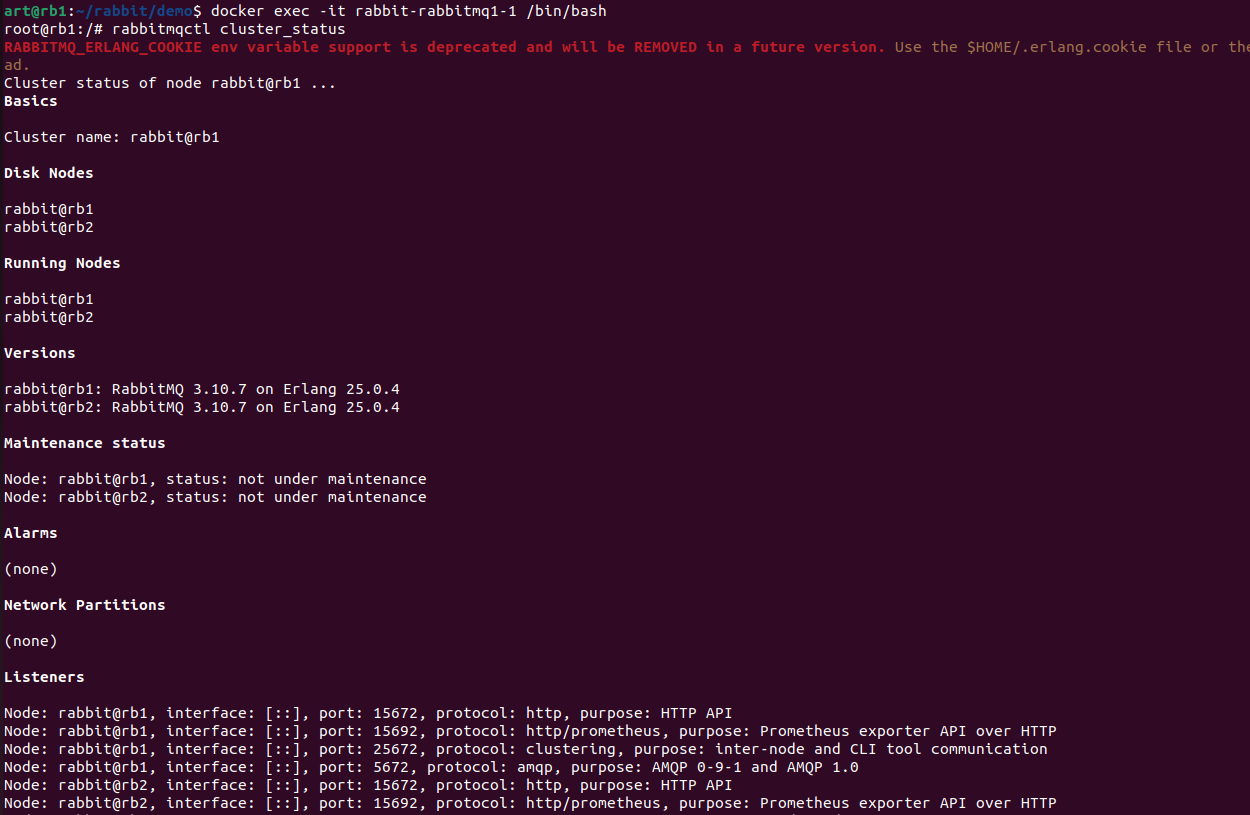 art@rb1:~/rabbit/demo$ docker exec -it rabbit-rabbitmq1-1 /bin/bash
root@rb1:/# rabbitmqctl cluster_status
RABBITMQ_ERLANG_COOKIE env variable support is deprecated and will be REMOVED in a future version. Use the $HOME/.erlang.cookie file or the
ad.
Cluster status of node rabbit@rb1 ...
Basics
Cluster name: rabbit@rb1
Disk Nodes
rabbit@rb1
rabbit@rb2
Running Nodes
rabbit@rb1
rabbit@rb2
Versions
rabbit@rb1: RabbitMQ 3.10.7 on Erlang 25.0.4
rabbit@rb2: RabbitMQ 3.10.7 on Erlang 25.0.4
Maintenance status
Node: rabbit@rb1, status: not under maintenance
Node: rabbit@rb2, status: not under maintenance
Alarms
(none)
Network Partitions
(none)
Listeners
Node: rabbit@rb1, interface: [::], port: 15672, protocol: http, purpose: HTTP API
Node: rabbit@rb1, interface: [::], port: 15692, protocol: http/prometheus, purpose: Prometheus exporter API over HTTP
Node: rabbit@rb1, interface: [::], port: 25672, protocol: clustering, purpose: inter-node and CLI tool communication
Node: rabbit@rb1, interface: [::], port: 5672, protocol: amqp, purpose: AMQP 0-9-1 and AMQP 1.0
Node: rabbit@rb2, interface: [::], port: 15672, protocol: http, purpose: HTTP API
Node: rabbit@rb2, interface: [::], port: 15692, protocol: http/prometheus, purpose: Prometheus exporter API over HTTP